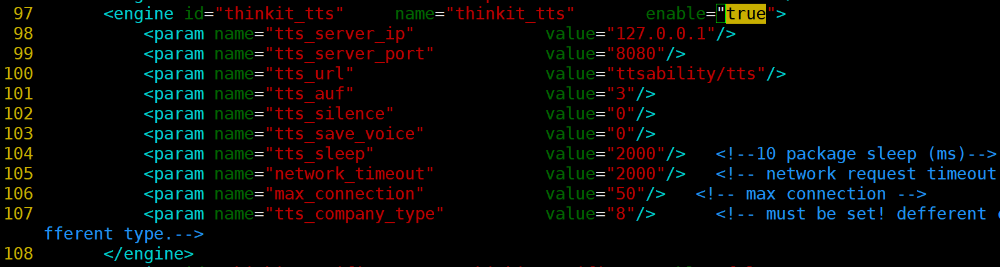 97 <engine id="thinkit_tts" name="thinkit_tts" enable="true">
98 <param name="tts_server_ip" value="127.0.0.1"/>
99 <param name="tts_server_port" value="8080"/>
100 <param name="tts_url" value="ttsability/tts"/>
101 <param name="tts_auf" value="3"/>
102 <param name="tts_silence" value="0"/>
103 <param name="tts_save_voice" value="0"/>
104 <param name="tts_sleep" value="2000"/> <!--10 package sleep (ms)-->
105 <param name="network_timeout" value="2000"/> <!-- network request timeout
106 <param name="max_connection" value="50"/> <!-- max connection -->
107 <param name="tts_company_type" value="8"/> <!-- must be set! defferent
fferent type.-->
108 </engine>